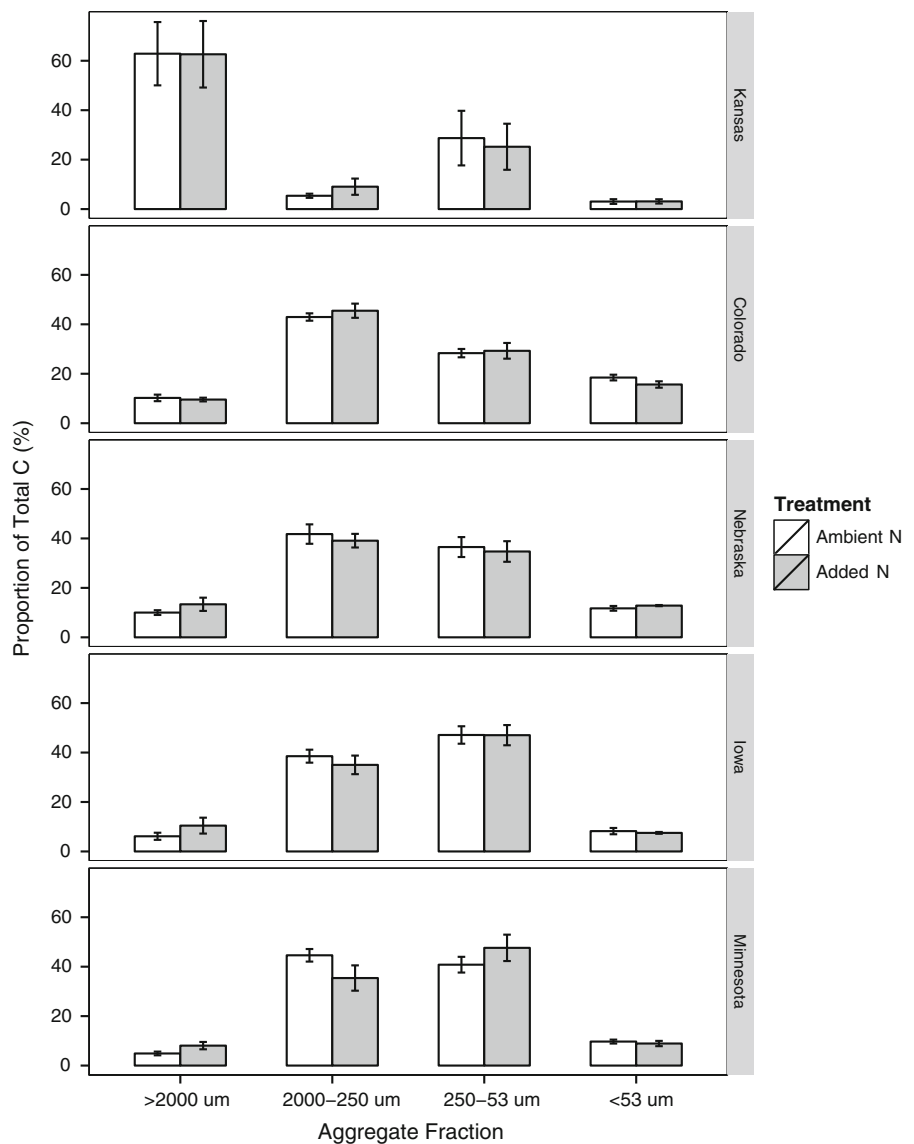 Proportion of Total C (%)
60
40
20
0
Kansas
60
40
20
0
Colorado
60
40
20
0
Nebraska
60
40
20
0
Iowa
60
40
20
0
Minnesota
>2000 um
2000–250 um
250–53 um
<53 um
Aggregate Fraction
Treatment
Ambient N
Added N